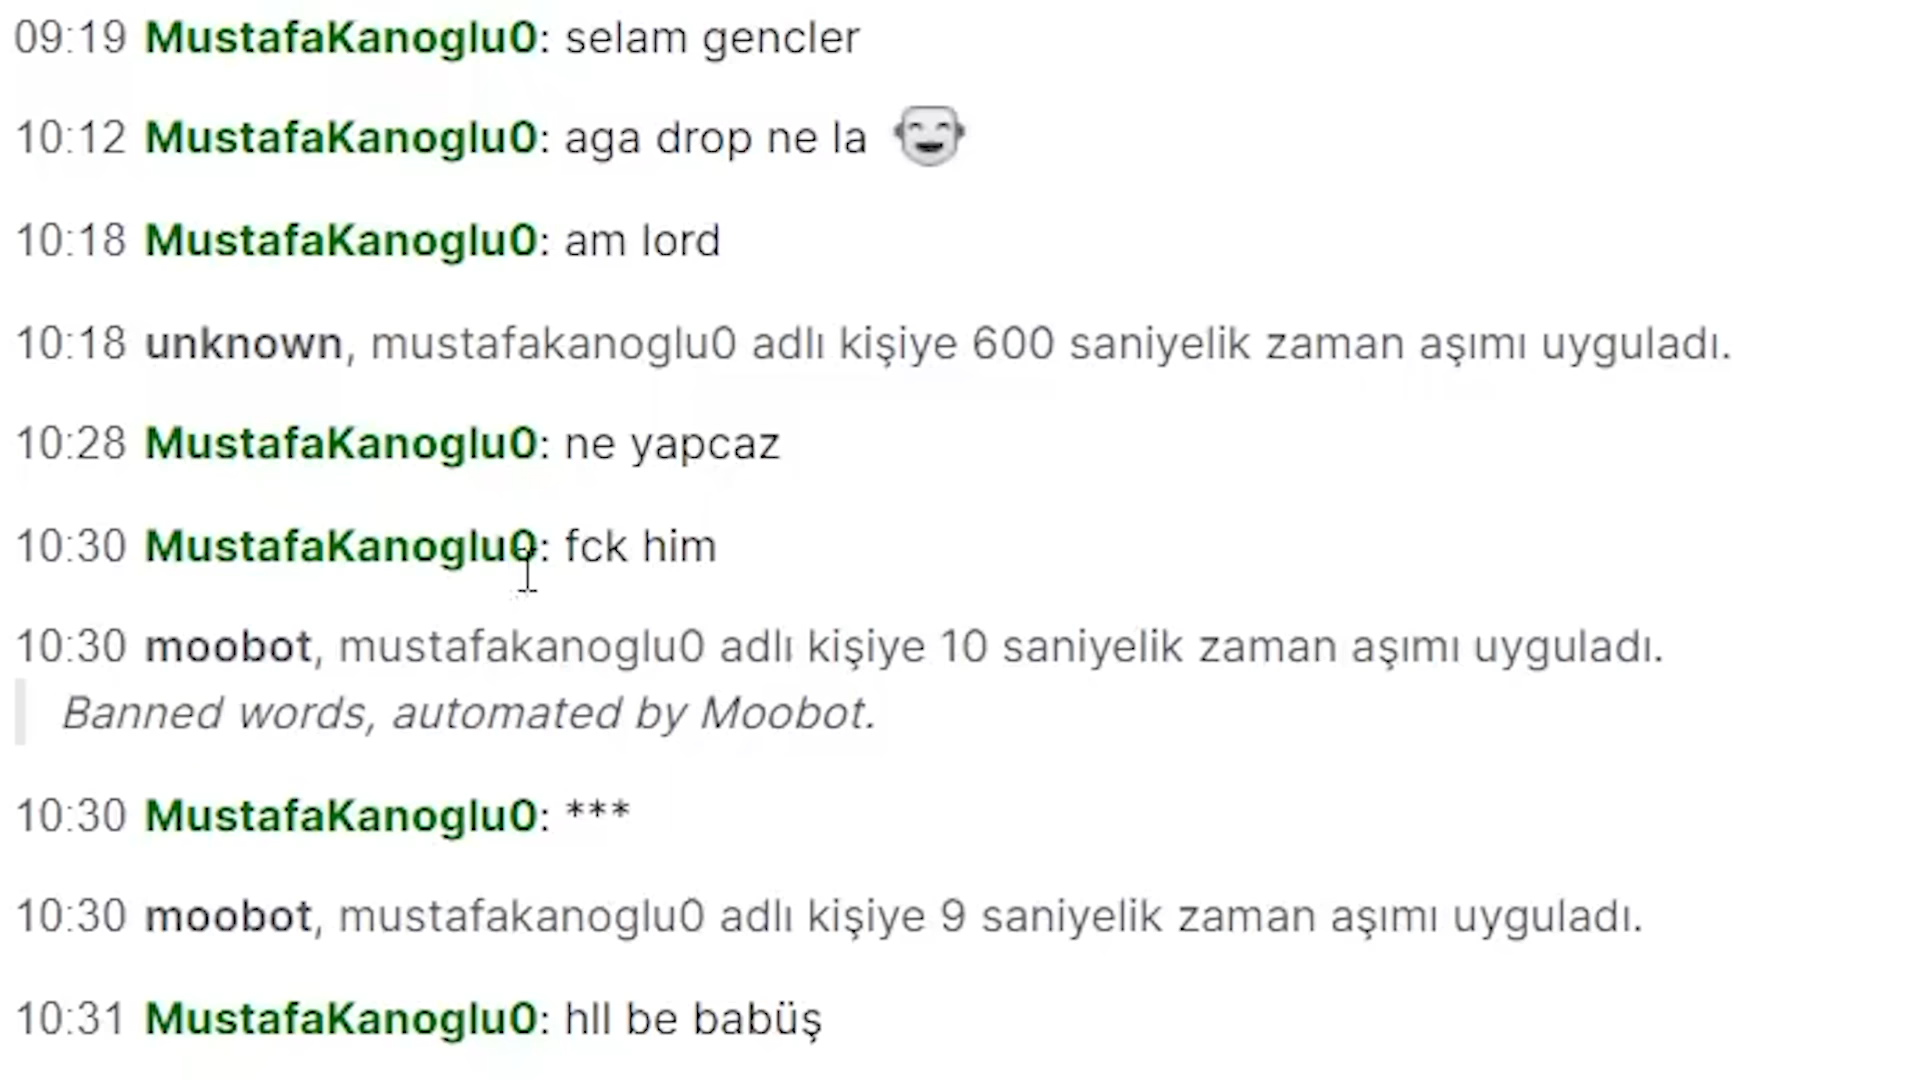 09:19 MustafaKanoglu0: selam gencler
10:12 MustafaKanoglu0: aga drop ne la
10:18 MustafaKanoglu0: am lord
10:18 unknown, mustafakanoglu0 adlı kişiye 600 saniyelik zaman aşımı uyguladı.
10:28 MustafaKanoglu0: ne yapcaz
10:30 MustafaKanoglu0: fck him
10:30 moobot, mustafakanoglu0 adlı kişiye 10 saniyelik zaman aşımı uyguladı.
Banned words, automated by Moobot.
10:30 MustafaKanoglu0: ***
10:30 moobot, mustafakanoglu0 adlı kişiye 9 saniyelik zaman aşımı uyguladı.
10:31 MustafaKanoglu0: hll be babüş